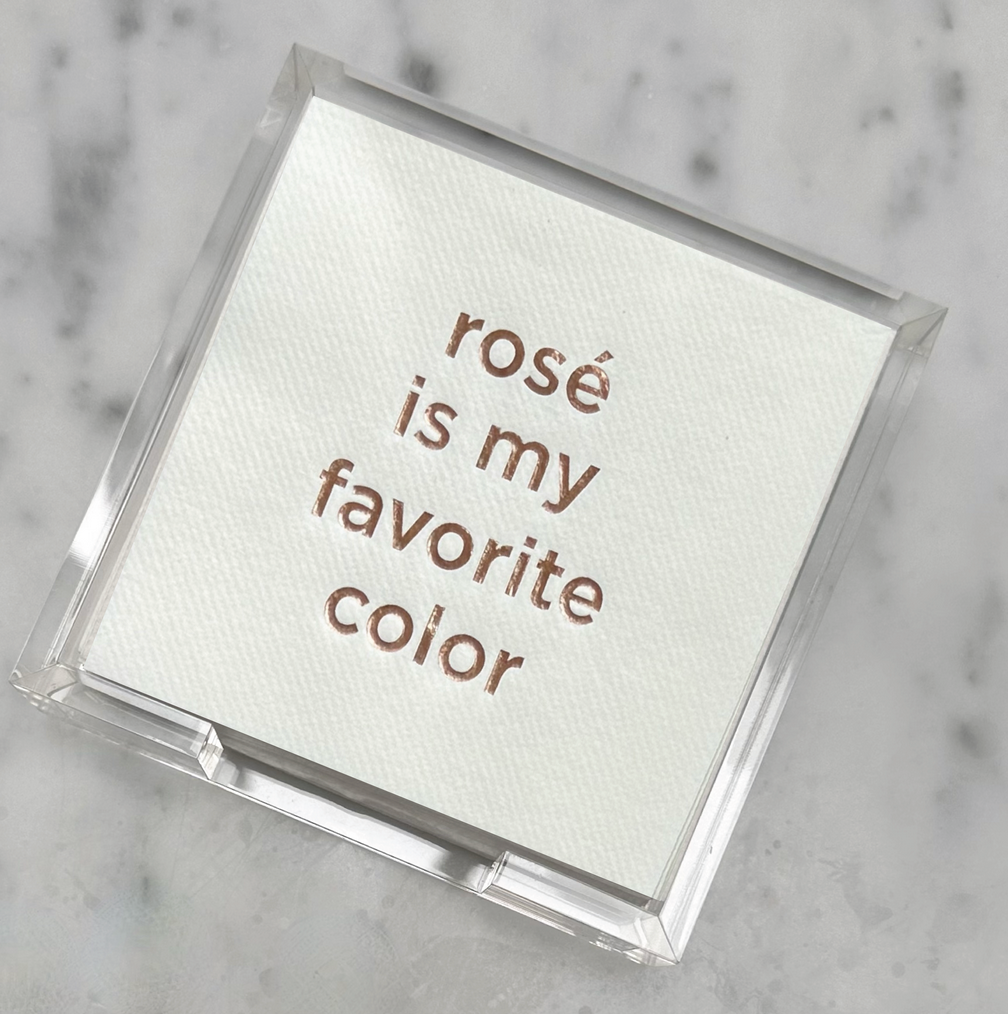 rosé
is my
favorite
color